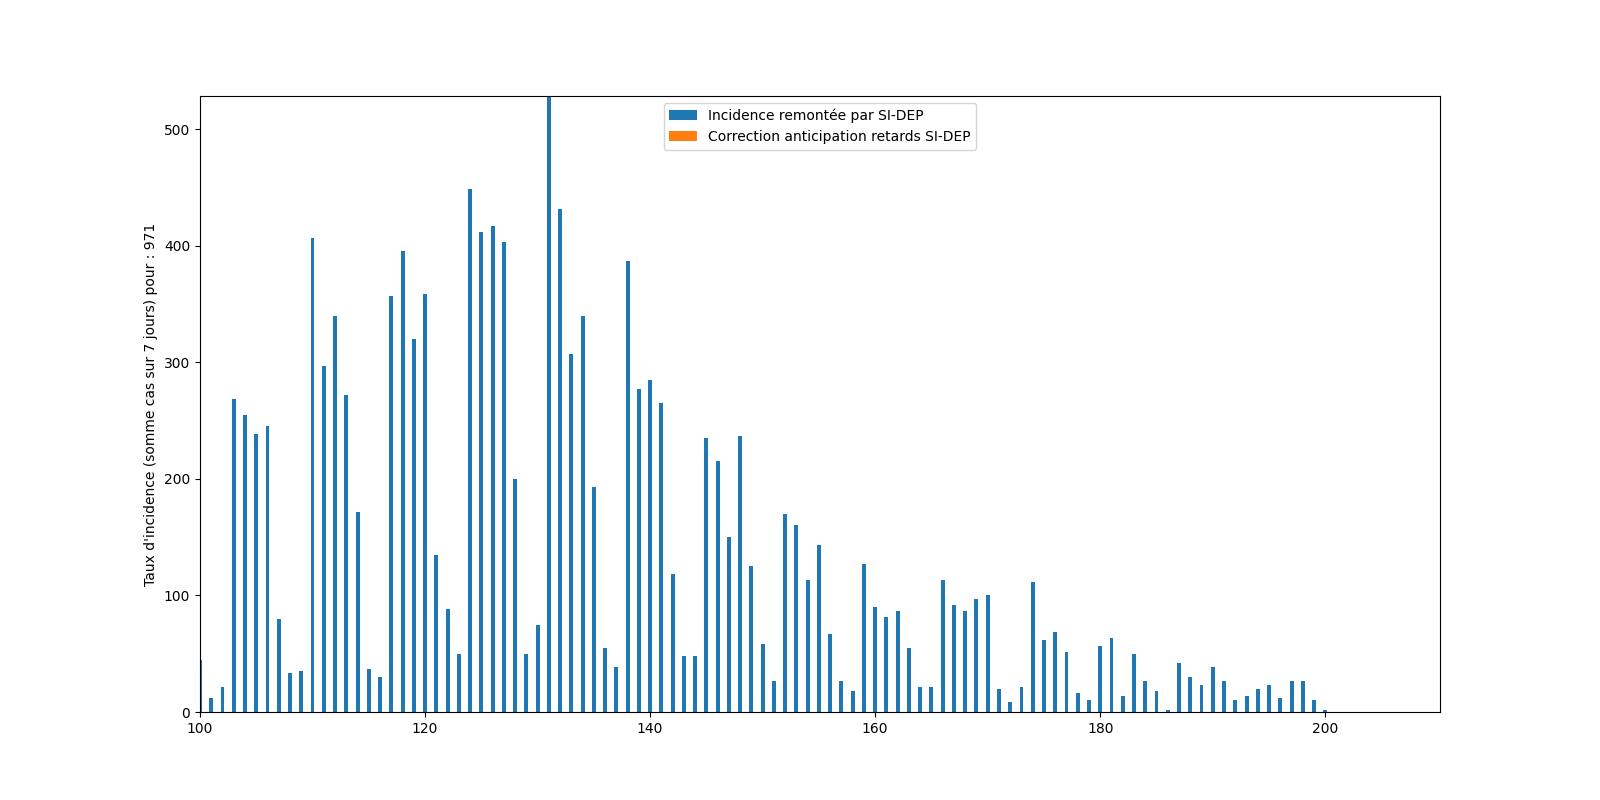 Incidence remontée par SI-DEP
Correction anticipation retards SI-DEP
Taux d'incidence (somme cas sur 7 jours) pour : 971
500
400
300
200
100
0
100 120 140 160 180 200